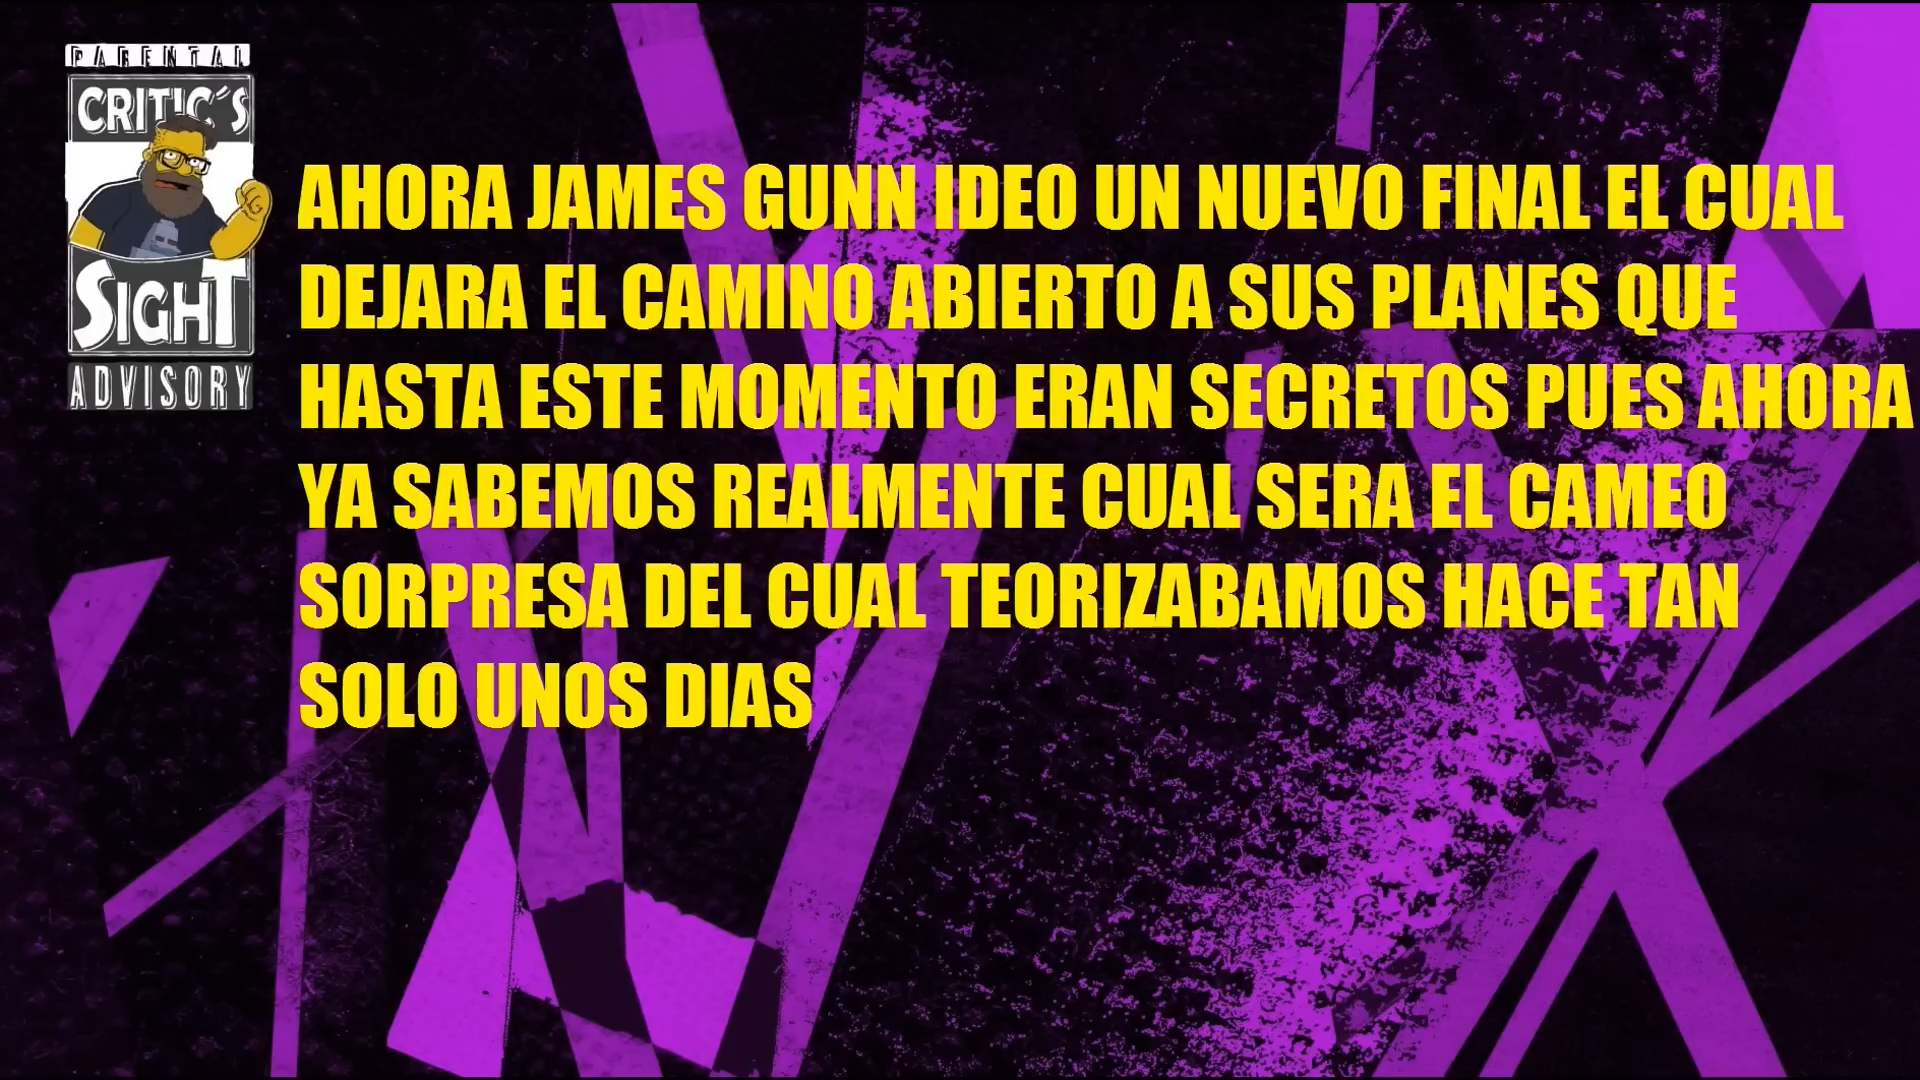 PARENTAL
CRITIC´S
SIGHT
ADVISORY
AHORA JAMES GUNN IDEO UN NUEVO FINAL EL CUAL
DEJARA EL CAMINO ABIERTO A SUS PLANES QUE
HASTA ESTE MOMENTO ERAN SECRETOS PUES AHORA
YA SABEMOS REALMENTE CUAL SERA EL CAMEO
SORPRESA DEL CUAL TEORIZABAMOS HACE TAN
SOLO UNOS DIAS